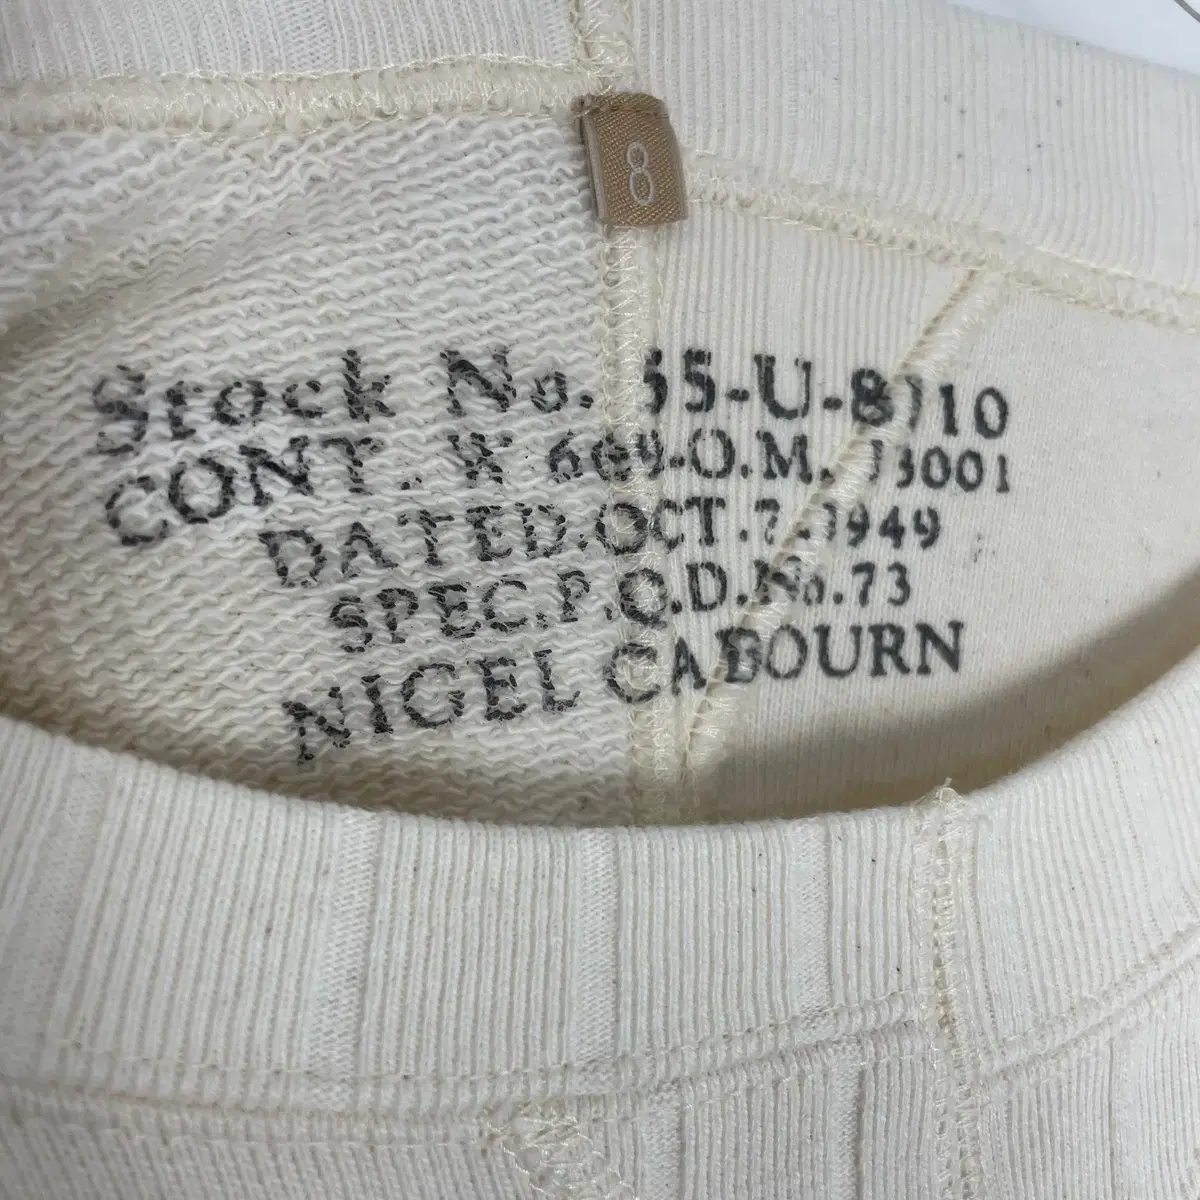 8
Stock No. 55-U-8110
CONT. W 669-O.M. 13001
DATED.OCT.7.1949
SPEC.P.Q.D.No.73
NIGEL CABOURN